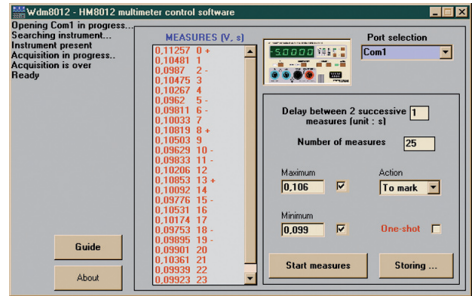 Wdm8012 - HM8012 multimeter control software
Opening Com1 in progress...
Searching instrument...
Instrument present
Acquisition in progress..
Acquisition is over
Ready
MEASURES (V, s)
0,11257 0 +
0,10481 1
0,0987 2 -
0,10475 3
0,10267 4
0,0962 5 -
0,09811 6 -
0,10033 7
0,10819 8 +
0,10503 9
0,09629 10 -
0,09833 11 -
0,10206 12
0,10853 13 +
0,10092 14
0,09776 15 -
0,10531 16
0,10174 17
0,09753 18 -
0,09895 19 -
0,09901 20
0,10361 21
0,09939 22
0,09923 23
Port selection
Com1
Delay between 2 successive
measures (unit : s)
1
Number of measures
25
Maximum
0,106
Action
To mark
Minimum
0,099
One-shot
Start measures
Storing ...
Guide
About